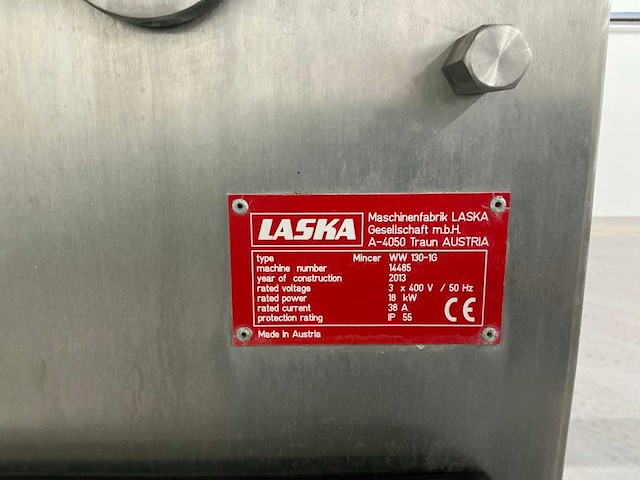 LASKA
Maschinenfabrik LASKA
Gesellschaft m.b.H.
A-4050 Traun AUSTRIA
type Mincer WW 130-1G
machine number 14485
year of construction 2013
rated voltage 3 x 400 V / 50 Hz
rated power 18 kW
rated current 38 A
protection rating IP 55
CE
Made in Austria